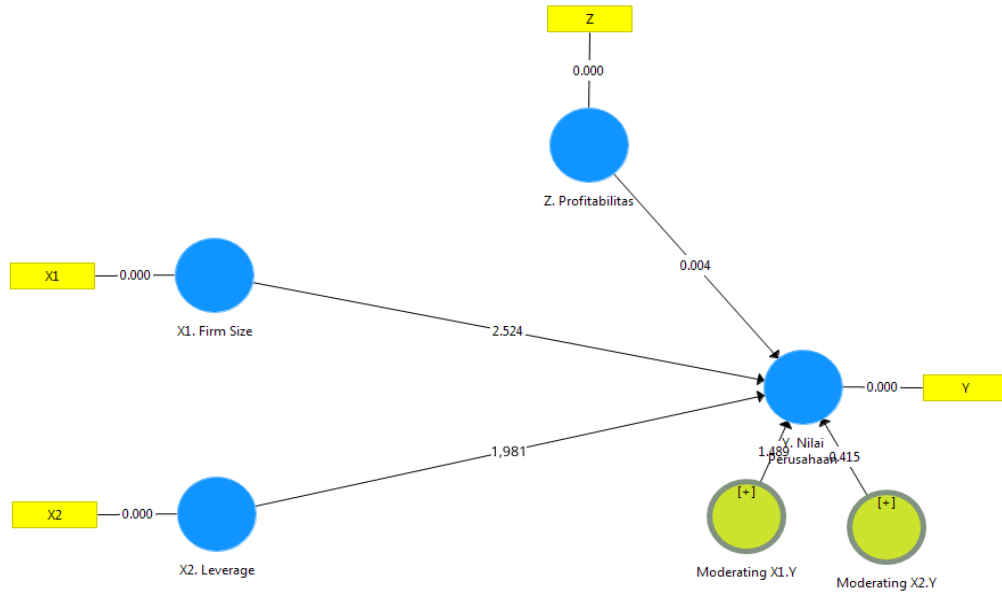 Z
0.000
Z. Profitabilitas
0.004
X1
0.000
X1. Firm Size
2.524
Y. Nilai
Perusahaan
0.000
Y
1,981
1.489
0.415
X2
0.000
X2. Leverage
[+]
Moderating X1.Y
[+]
Moderating X2.Y